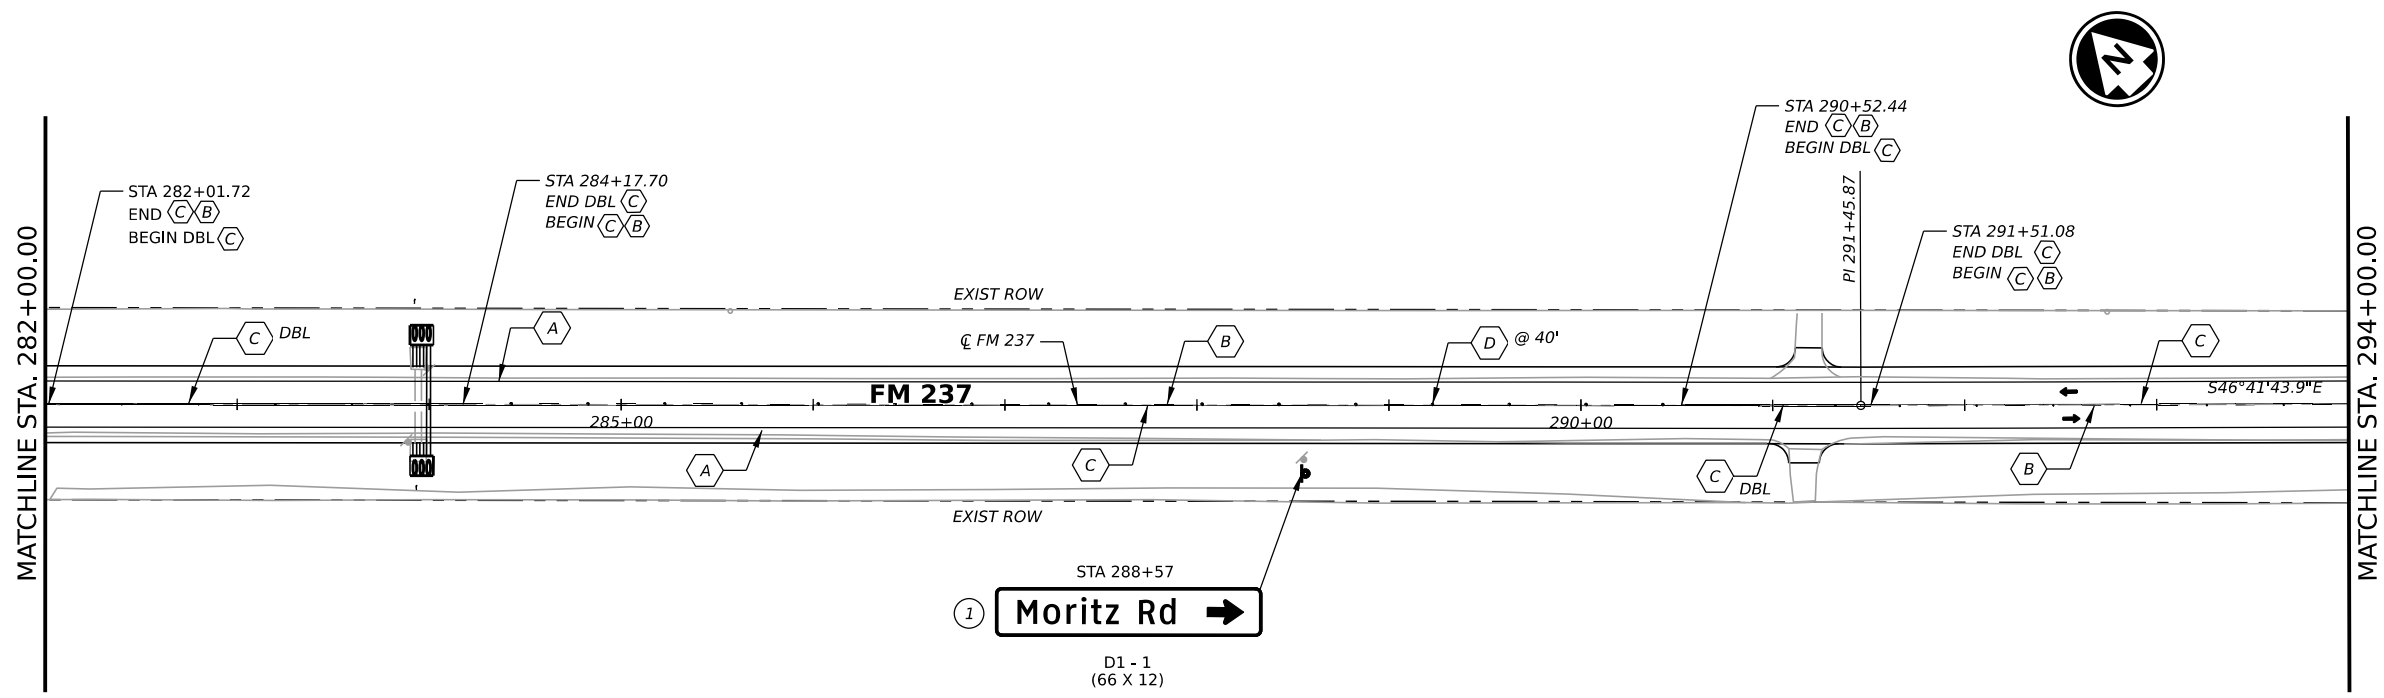 N
STA 290+52.44
END C B
BEGIN DBL C
STA 284+17.70
END DBL C
BEGIN C B
STA 282+01.72
END C B
BEGIN DBL C
PI 291+45.87
STA 291+51.08
END DBL C
BEGIN C B
MATCHLINE STA. 282+00.00
MATCHLINE STA. 294+00.00
EXIST ROW
C DBL
A
℄ FM 237
B
D @ 40'
C
FM 237
S46°41'43.9"E
285+00
290+00
A
C
C DBL
B
EXIST ROW
STA 288+57
1
Moritz Rd
D1 - 1
(66 X 12)